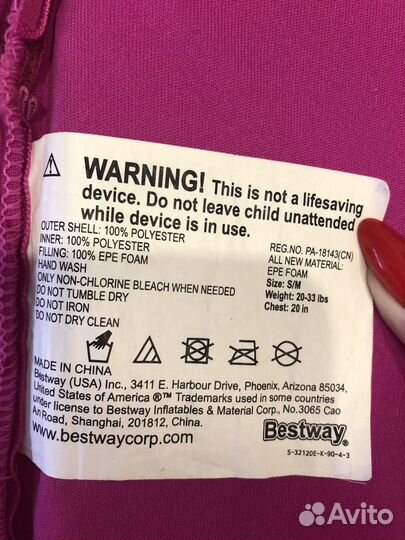 WARNING! This is not a lifesaving
device. Do not leave child unattended
while device is in use.
OUTER SHELL: 100% POLYESTER
INNER: 100% POLYESTER
FILLING: 100% EPE FOAM
HAND WASH
ONLY NON-CHLORINE BLEACH WHEN NEEDED
DO NOT TUMBLE DRY
DO NOT IRON
DO NOT DRY CLEAN
REG.NO. PA-18143(CN)
ALL NEW MATERIAL:
EPE FOAM
Size: S/M
Weight: 20-33 lbs
Chest: 20 in
MADE IN CHINA
Bestway (USA) Inc., 3411 E. Harbour Drive, Phoenix, Arizona 85034,
United States of America ®™ Trademarks used in some countries
under license to Bestway Inflatables & Material Corp., No.3065 Cao
An Road, Shanghai, 201812, China.
www.bestwaycorp.com
Bestway®
S-32120E-K-90-4-3
Avito